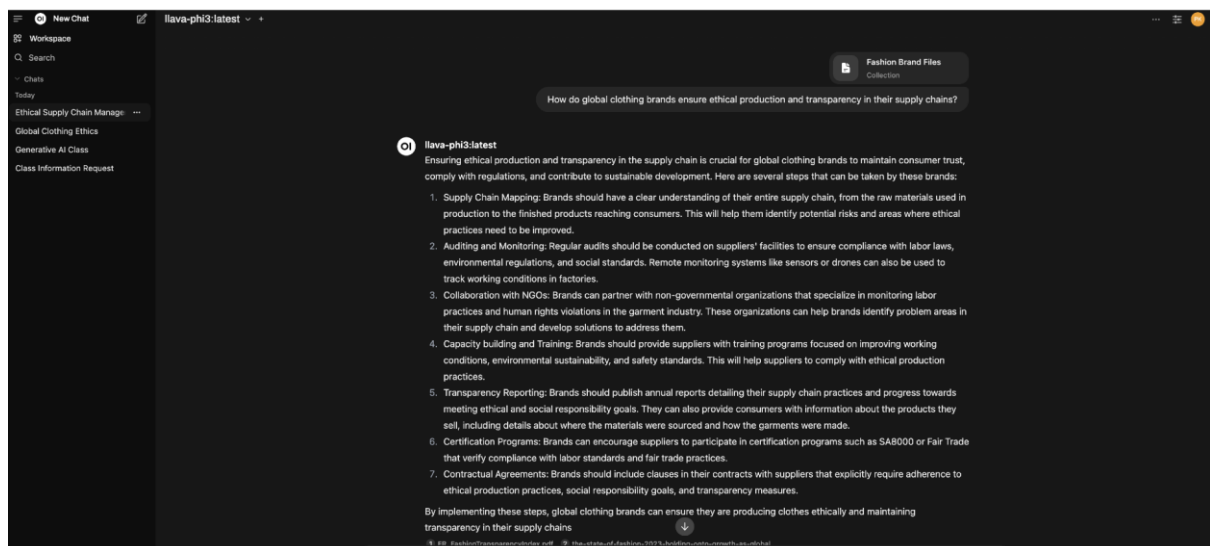 OI New Chat
llava-phi3:latest
PK
Workspace
Search
Chats
Today
Ethical Supply Chain Manage
Global Clothing Ethics
Generative AI Class
Class Information Request
Fashion Brand Files
Collection
How do global clothing brands ensure ethical production and transparency in their supply chains?
OI llava-phi3:latest
Ensuring ethical production and transparency in the supply chain is crucial for global clothing brands to maintain consumer trust,
comply with regulations, and contribute to sustainable development. Here are several steps that can be taken by these brands:
1. Supply Chain Mapping: Brands should have a clear understanding of their entire supply chain, from the raw materials used in
production to the finished products reaching consumers. This will help them identify potential risks and areas where ethical
practices need to be improved.
2. Auditing and Monitoring: Regular audits should be conducted on suppliers' facilities to ensure compliance with labor laws,
environmental regulations, and social standards. Remote monitoring systems like sensors or drones can also be used to
track working conditions in factories.
3. Collaboration with NGOs: Brands can partner with non-governmental organizations that specialize in monitoring labor
practices and human rights violations in the garment industry. These organizations can help brands identify problem areas in
their supply chain and develop solutions to address them.
4. Capacity building and Training: Brands should provide suppliers with training programs focused on improving working
conditions, environmental sustainability, and safety standards. This will help suppliers to comply with ethical production
practices.
5. Transparency Reporting: Brands should publish annual reports detailing their supply chain practices and progress towards
meeting ethical and social responsibility goals. They can also provide consumers with information about the products they
sell, including details about where the materials were sourced and how the garments were made.
6. Certification Programs: Brands can encourage suppliers to participate in certification programs such as SA8000 or Fair Trade
that verify compliance with labor standards and fair trade practices.
7. Contractual Agreements: Brands should include clauses in their contracts with suppliers that explicitly require adherence to
ethical production practices, social responsibility goals, and transparency measures.
By implementing these steps, global clothing brands can ensure they are producing clothes ethically and maintaining
transparency in their supply chains
1 FR_FashionTransparencyIndex.pdf 2 the-state-of-fashion-2023-holding-onto-growth-as-global